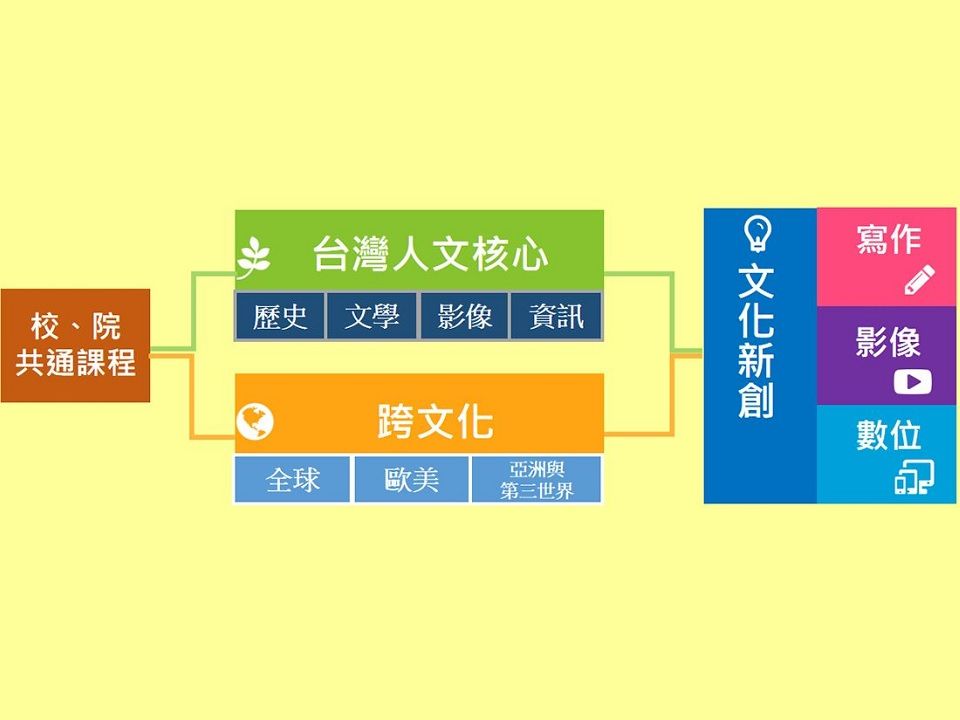 校、院
共通課程
台灣人文核心
歷史
文學
影像
資訊
跨文化
全球
歐美
亞洲與
第三世界
文化新創
寫作
影像
數位